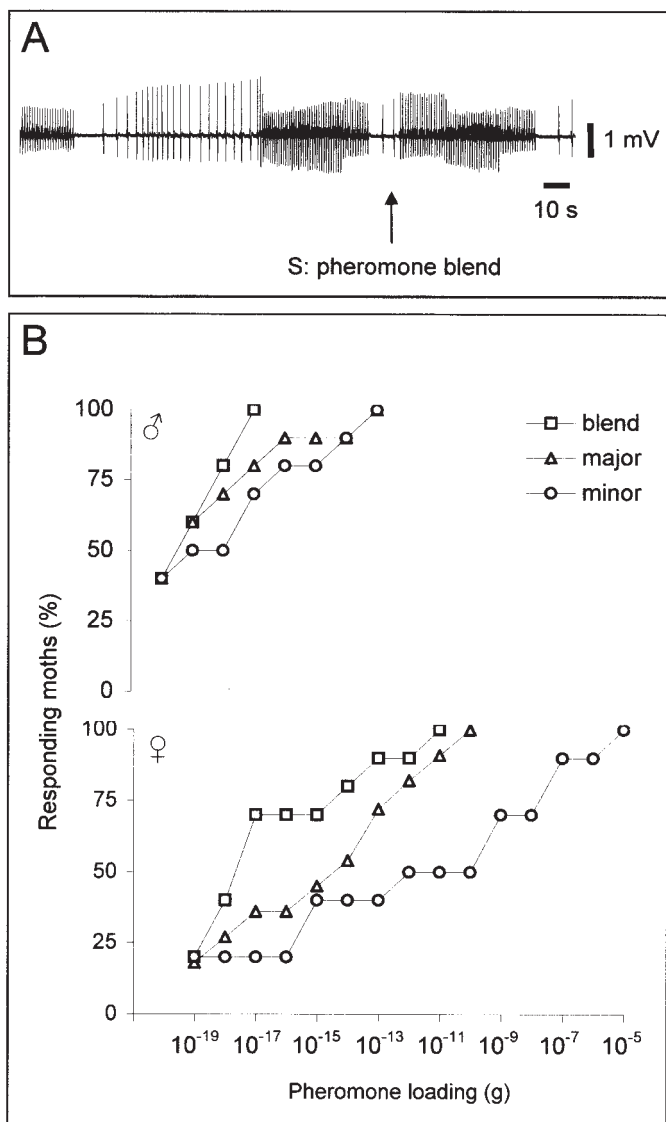 A
1 mV
10 s
S: pheromone blend
B
♂
100
75
50
25
0
blend
major
minor
♀
100
75
50
25
0
Responding moths (%)
10⁻¹⁹ 10⁻¹⁷ 10⁻¹⁵ 10⁻¹³ 10⁻¹¹ 10⁻⁹ 10⁻⁷ 10⁻⁵
Pheromone loading (g)